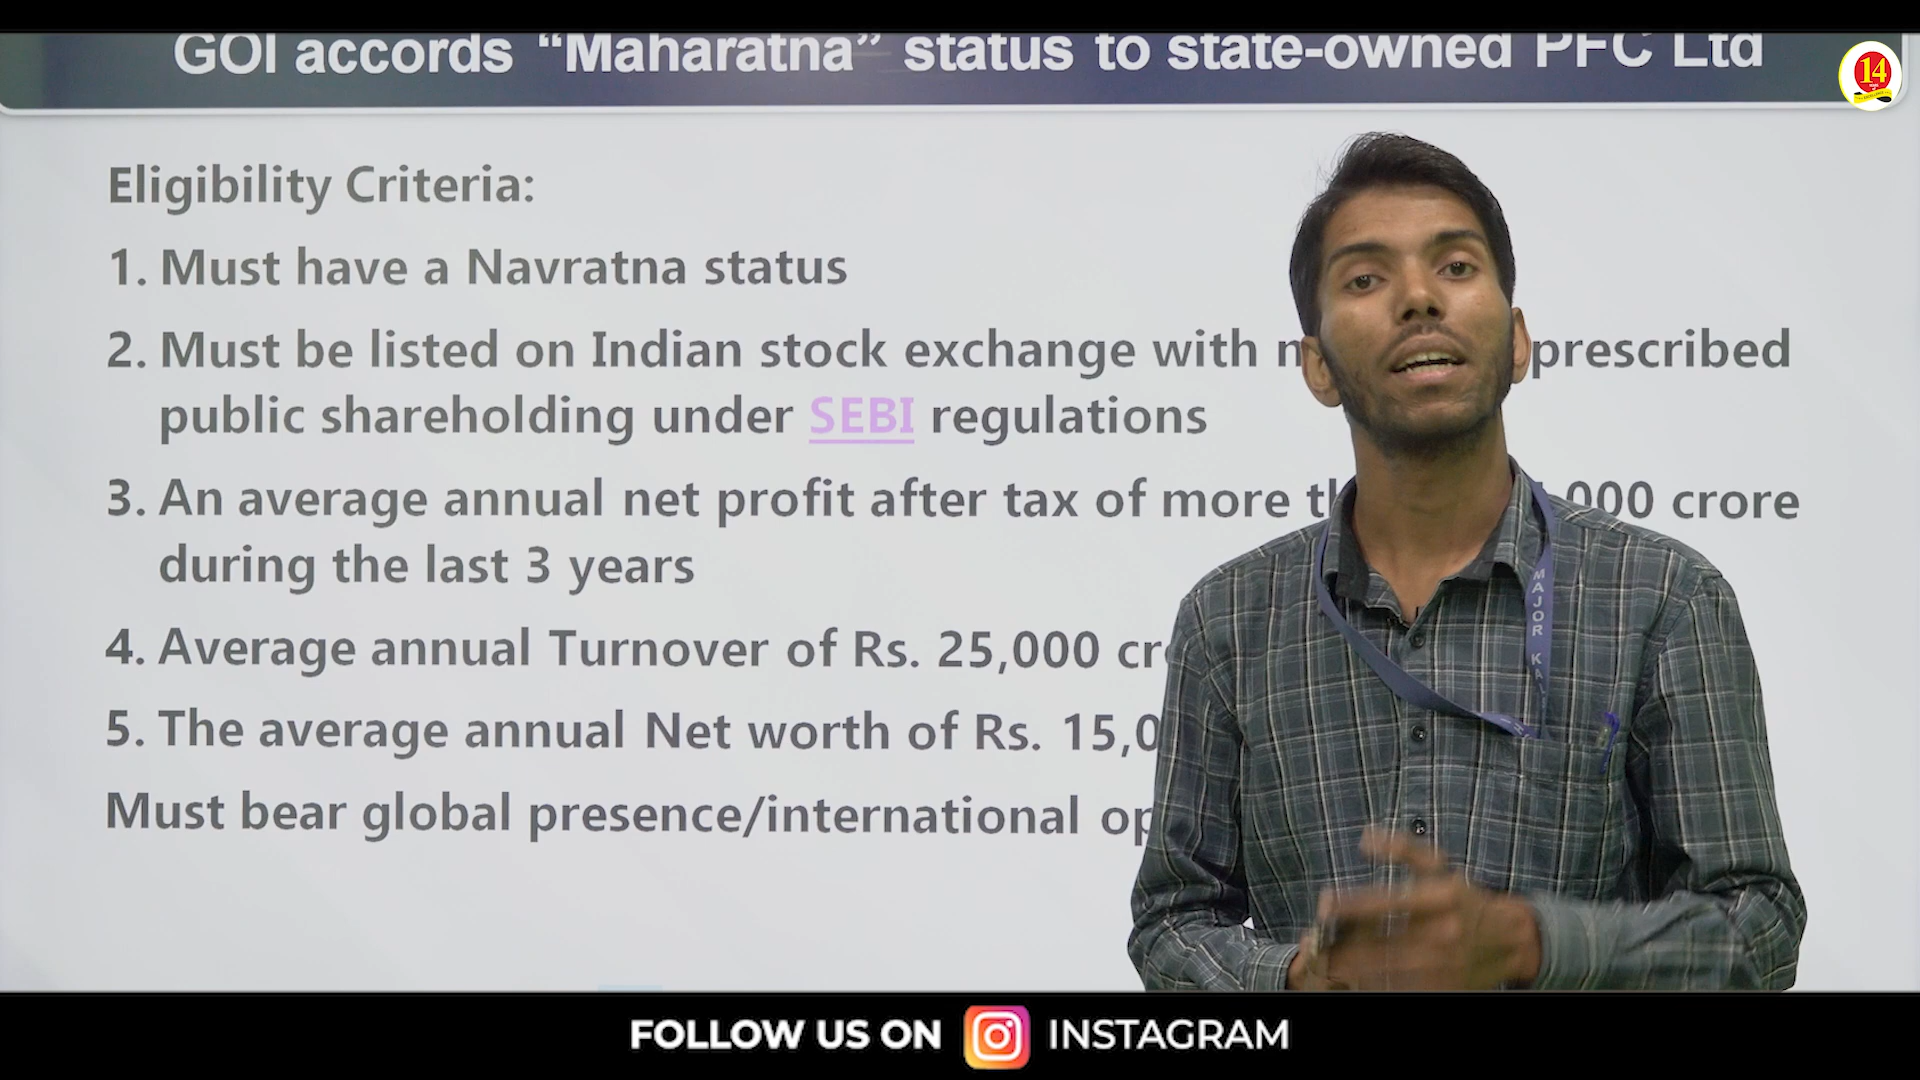 GOI accords “Maharatna” status to state-owned PFC Ltd
14
Eligibility Criteria:
1. Must have a Navratna status
2. Must be listed on Indian stock exchange with prescribed
public shareholding under SEBI regulations
3. An average annual net profit after tax of more 000 crore
during the last 3 years
4. Average annual Turnover of Rs. 25,000
5. The average annual Net worth of Rs. 15,0
Must bear global presence/international
MAJOR
FOLLOW US ON INSTAGRAM